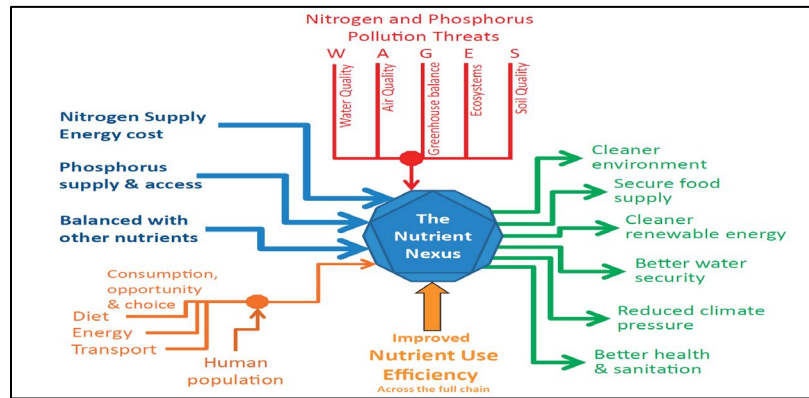 Nitrogen and Phosphorus
Pollution Threats
W A G E S
Water Quality
Air Quality
Greenhouse balance
Ecosystems
Soil Quality
Nitrogen Supply
Energy cost
Phosphorus
supply & access
Balanced with
other nutrients
Consumption,
opportunity
& choice
Diet
Energy
Transport
Human
population
The
Nutrient
Nexus
Improved
Nutrient Use
Efficiency
Across the full chain
Cleaner
environment
Secure food
supply
Cleaner
renewable energy
Better water
security
Reduced climate
pressure
Better health
& sanitation